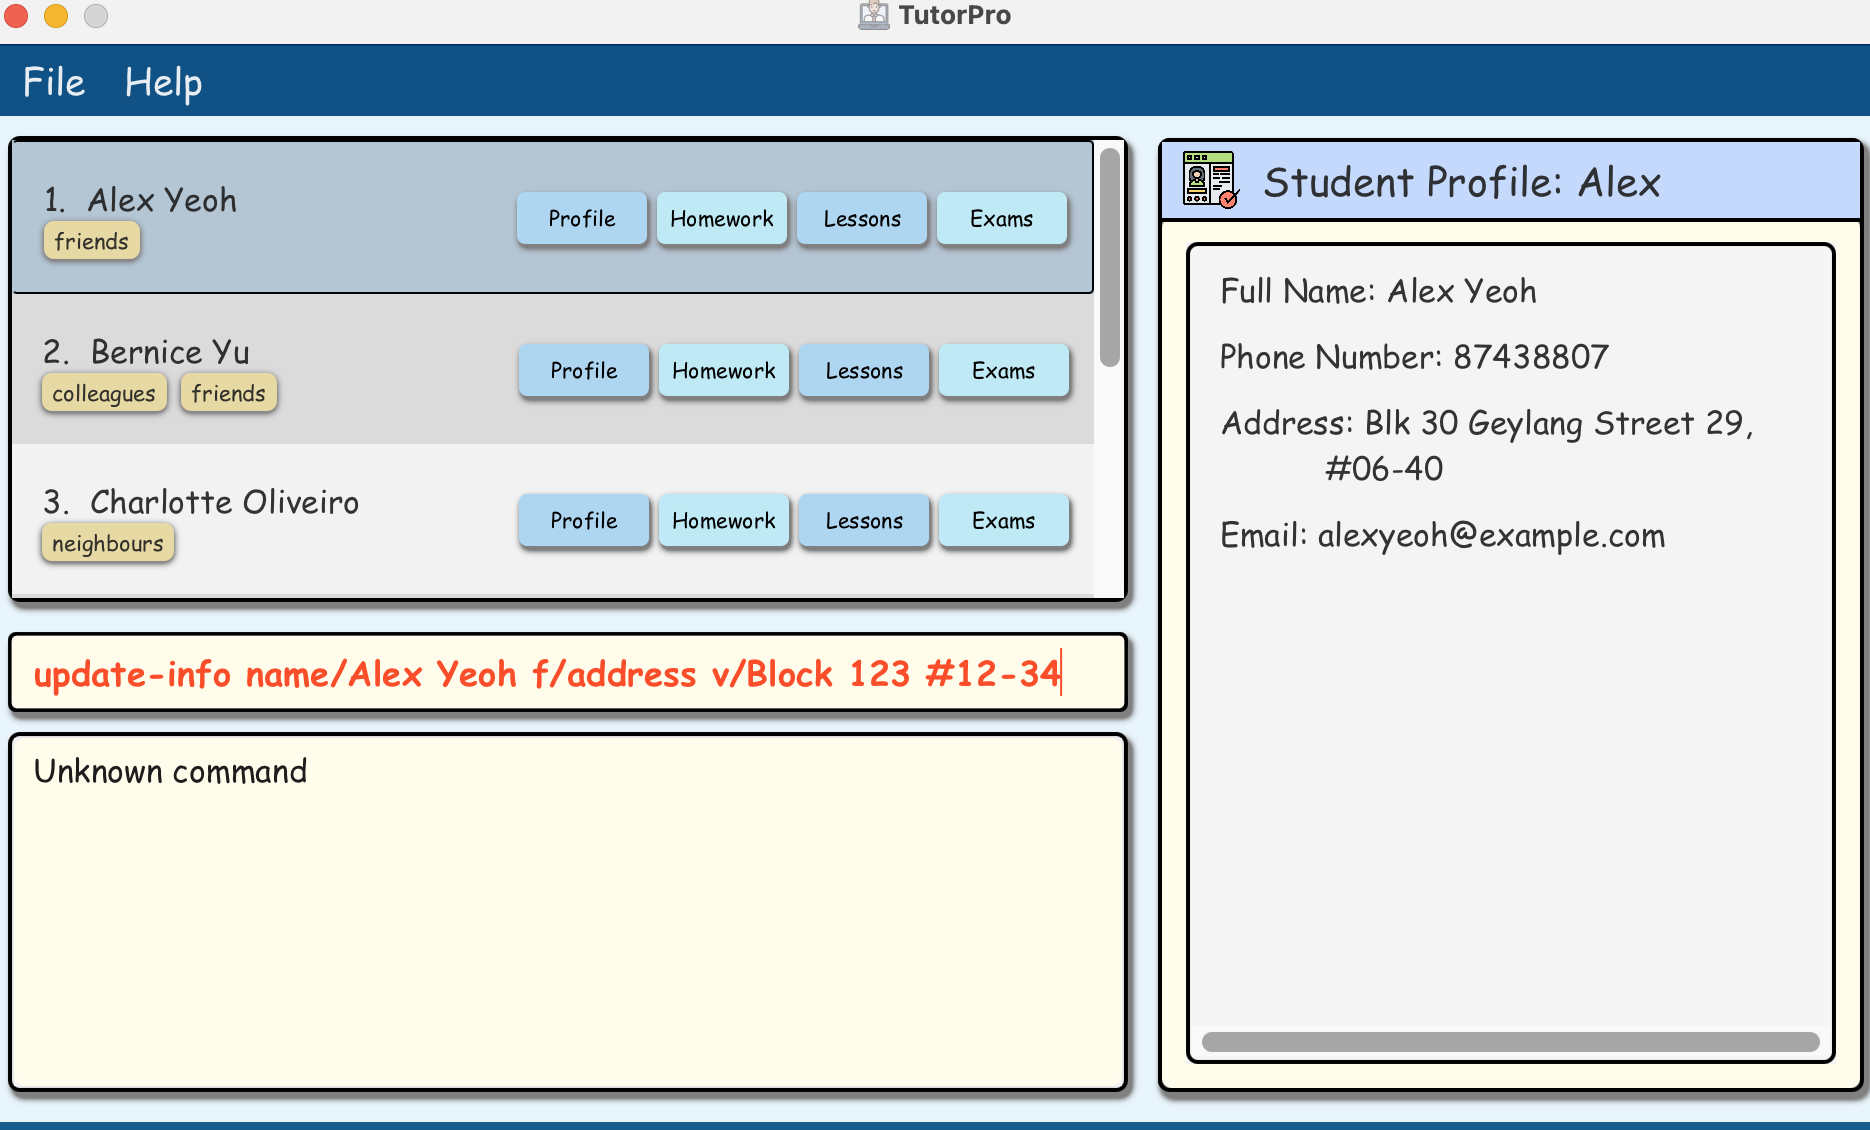 TutorPro
File Help
1. Alex Yeoh
friends
Profile Homework Lessons Exams
2. Bernice Yu
colleagues friends
Profile Homework Lessons Exams
3. Charlotte Oliveiro
neighbours
Profile Homework Lessons Exams
update-info name/Alex Yeoh f/address v/Block 123 #12-34
Unknown command
Student Profile: Alex
Full Name: Alex Yeoh
Phone Number: 87438807
Address: Blk 30 Geylang Street 29,
#06-40
Email: alexyeoh@example.com